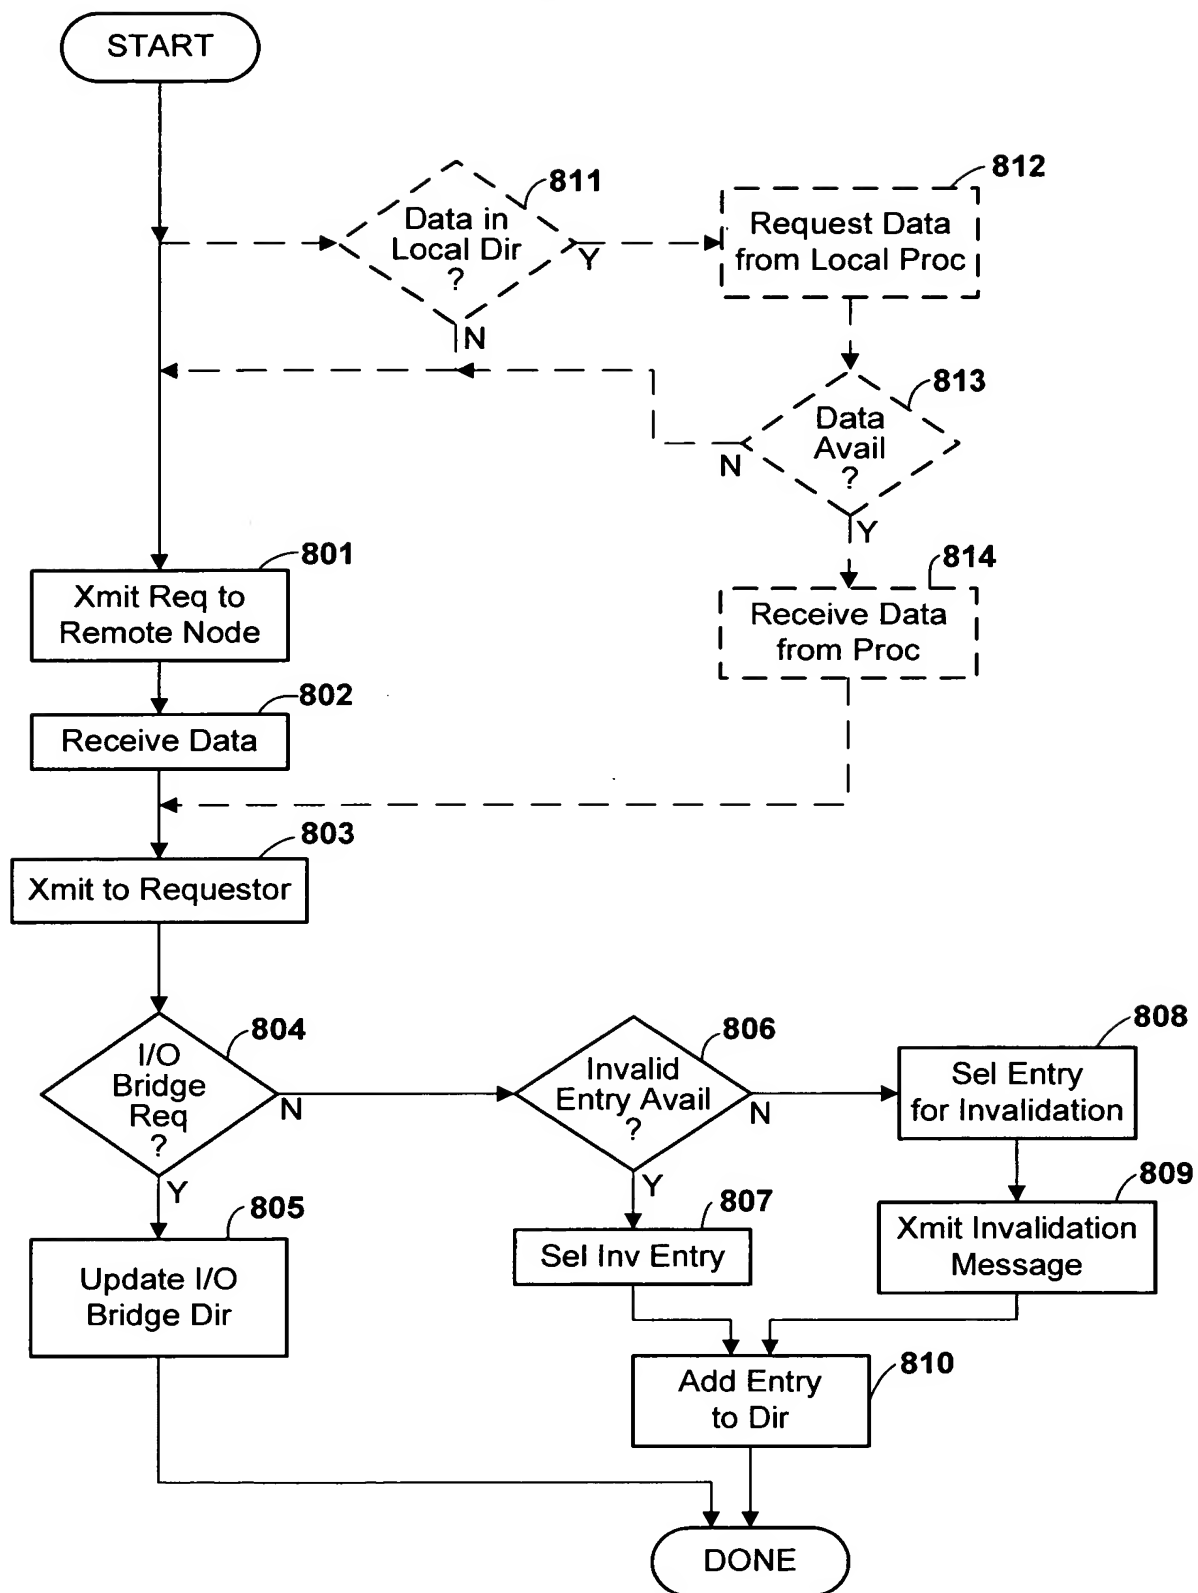 START
811
Data in
Local Dir
?
Y
N
812
Request Data
from Local Proc
813
Data
Avail
?
N
Y
814
Receive Data
from Proc
801
Xmit Req to
Remote Node
802
Receive Data
803
Xmit to Requestor
804
I/O
Bridge
Req
?
N
Y
805
Update I/O
Bridge Dir
806
Invalid
Entry Avail
?
N
Y
807
Sel Inv Entry
808
Sel Entry
for Invalidation
809
Xmit Invalidation
Message
810
Add Entry
to Dir
DONE